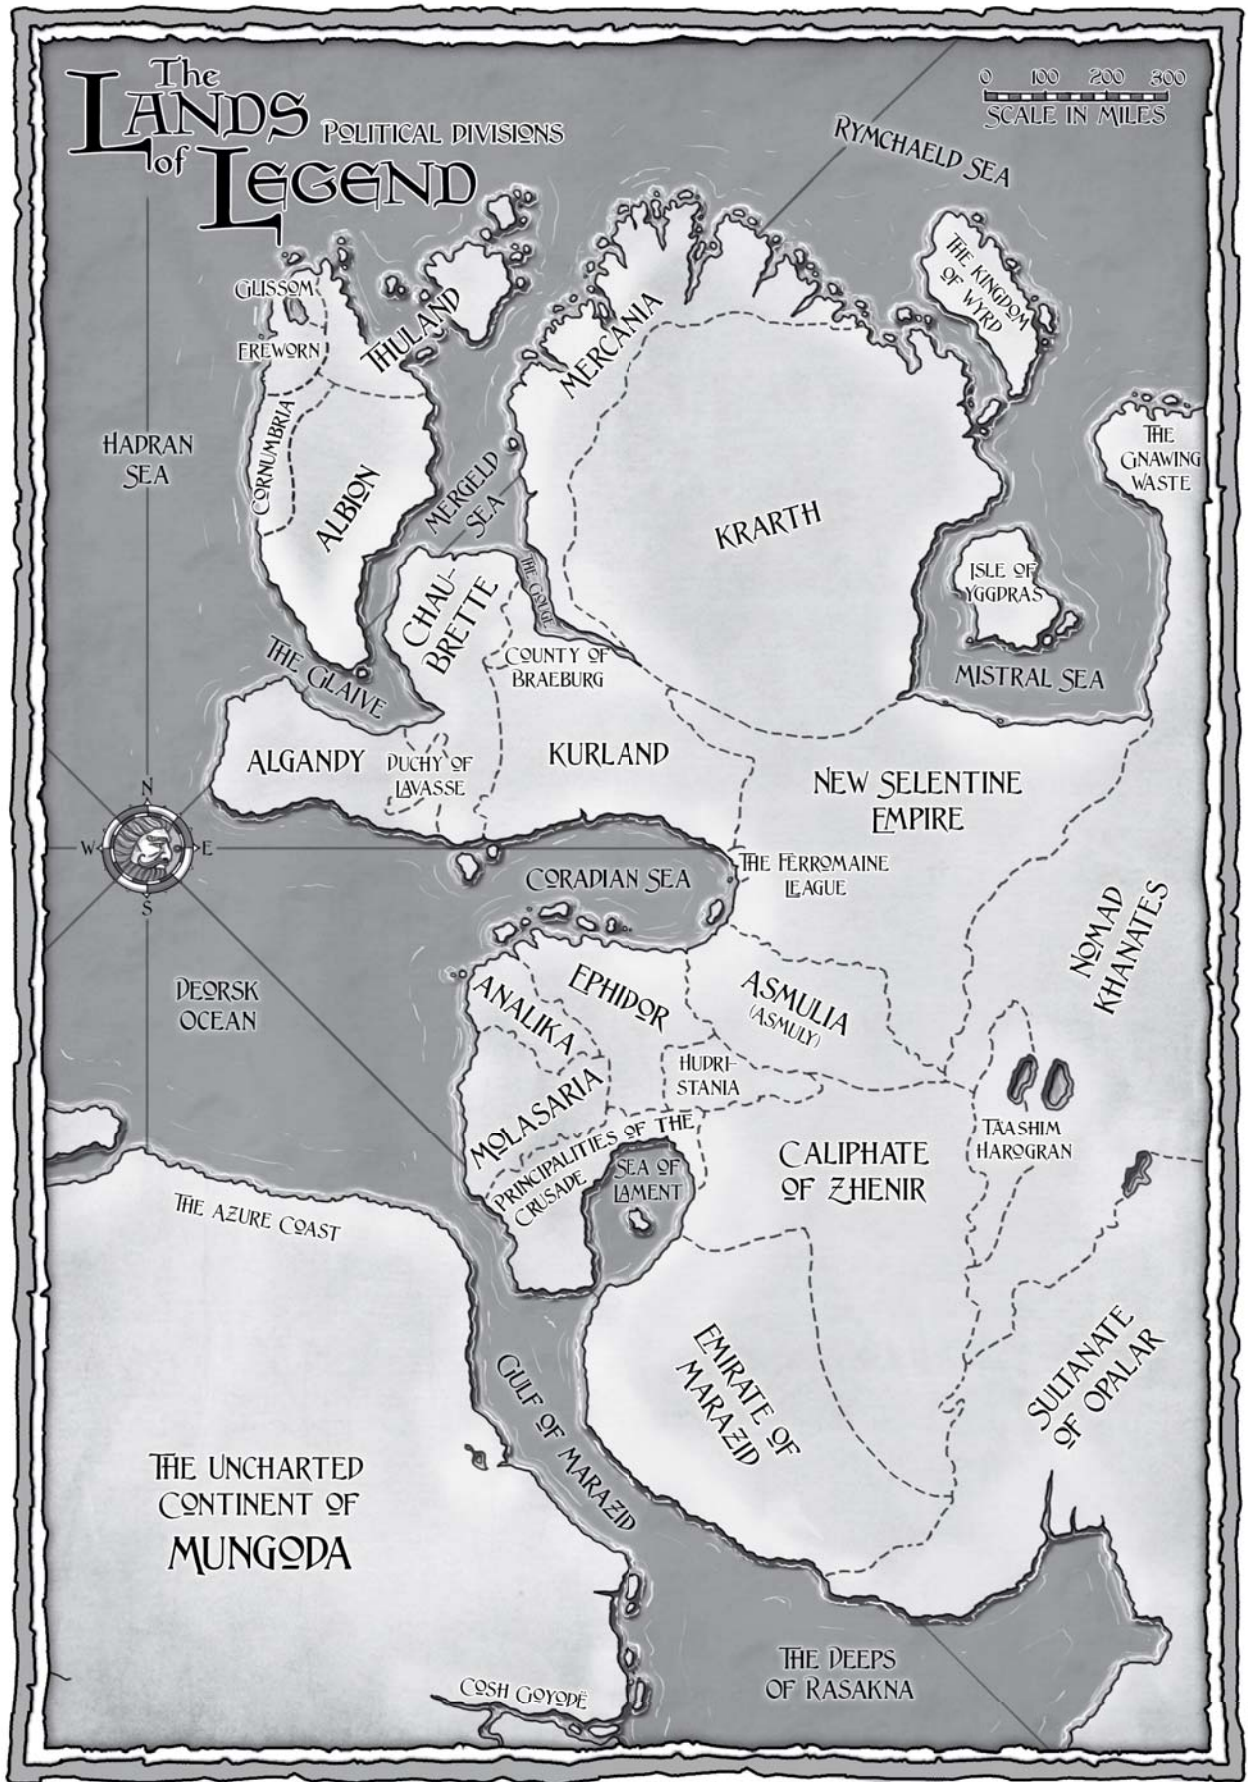 The
LANDS
of
LEGEND
POLITICAL DIVISIONS
0 100 200 300
SCALE IN MILES
RYMCHAELD SEA
THE KINGDOM
OF WYRD
GLISSOM
EREWORN
THULAND
MERCANIA
CORNUMBRIA
ALBION
HADRAN
SEA
MERGELD
SEA
KRARTH
THE
GNAWING
WASTE
ISLE OF
YGGDRAS
MISTRAL SEA
CHAU-
BRETTE
THE GOUGE
COUNTY OF
BRAEBURG
THE GLAIVE
ALGANDY
DUCHY OF
LAVASSE
KURLAND
NEW SELENTINE
EMPIRE
N
W
E
S
THE FERROMAINE
LEAGUE
CORADIAN SEA
NOMAD
KHANATES
DEORSK
OCEAN
ANALIKA
EPHIDOR
ASMULIA
(ASMULY)
HUDRI-
STANIA
MOLASARIA
PRINCIPALITIES OF THE
CRUSADE
SEA OF
LAMENT
CALIPHATE
OF ZHENIR
TAASHIM
HAROGRAN
THE AZURE COAST
GULF OF MARAZID
EMIRATE OF
MARAZID
SULTANATE
OF OPALAR
THE UNCHARTED
CONTINENT OF
MUNGODA
THE DEEPS
OF RASAKNA
COSH GOYOPË